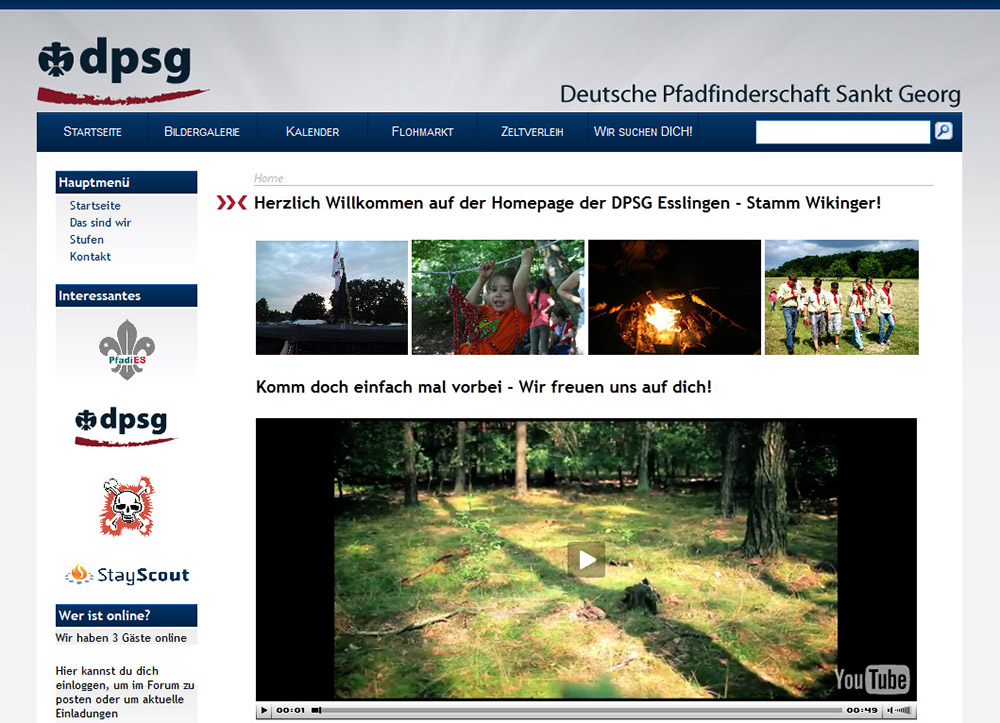 dpsg
Deutsche Pfadfinderschaft Sankt Georg
STARTSEITE BILDERGALERIE KALENDER FLOHMARKT ZELTVERLEIH WIR SUCHEN DICH!
Hauptmenü
Startseite
Das sind wir
Stufen
Kontakt
Interessantes
PfadiES
dpsg
StayScout
Wer ist online?
Wir haben 3 Gäste online
Hier kannst du dich
einloggen, um im Forum zu
posten oder um aktuelle
Einladungen
Home
Herzlich Willkommen auf der Homepage der DPSG Esslingen - Stamm Wikinger!
Komm doch einfach mal vorbei - Wir freuen uns auf dich!
YouTube
00:01 00:49